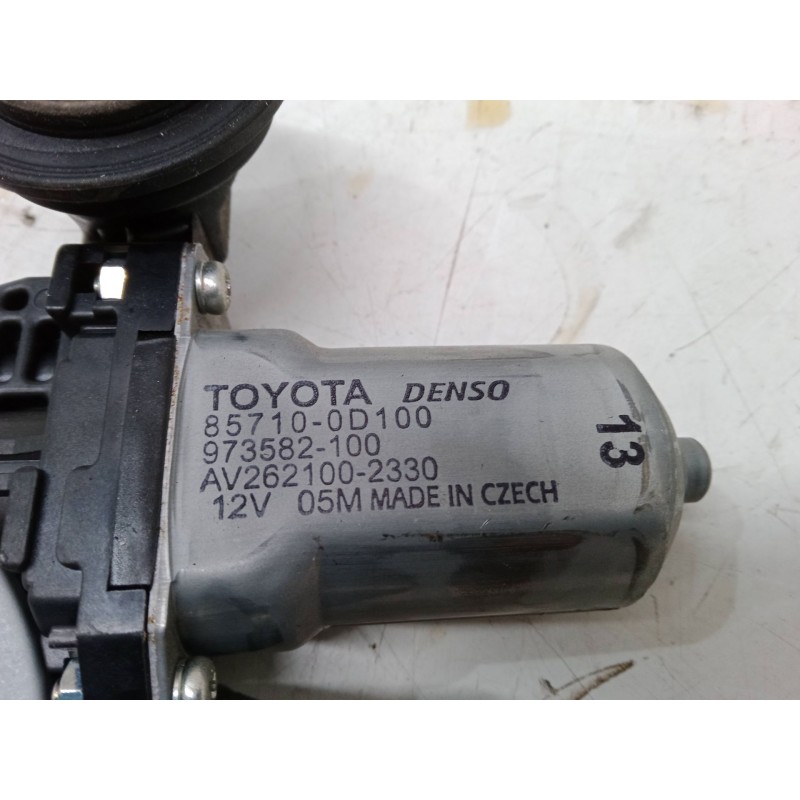 TOYOTA DENSO
85710-0D100
973582-100
AV262100-2330
12V 05M MADE IN CZECH
13